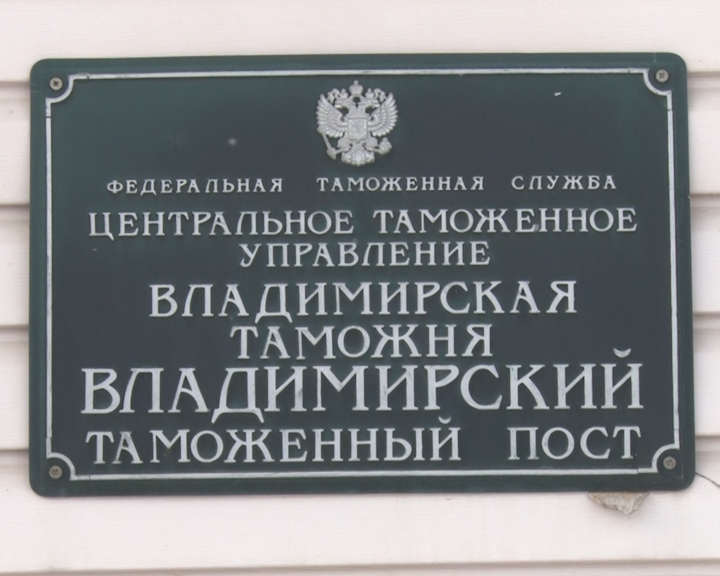 ФЕДЕРАЛЬНАЯ ТАМОЖЕННАЯ СЛУЖБА
ЦЕНТРАЛЬНОЕ ТАМОЖЕННОЕ
УПРАВЛЕНИЕ
ВЛАДИМИРСКАЯ
ТАМОЖНЯ
ВЛАДИМИРСКИЙ
ТАМОЖЕННЫЙ ПОСТ